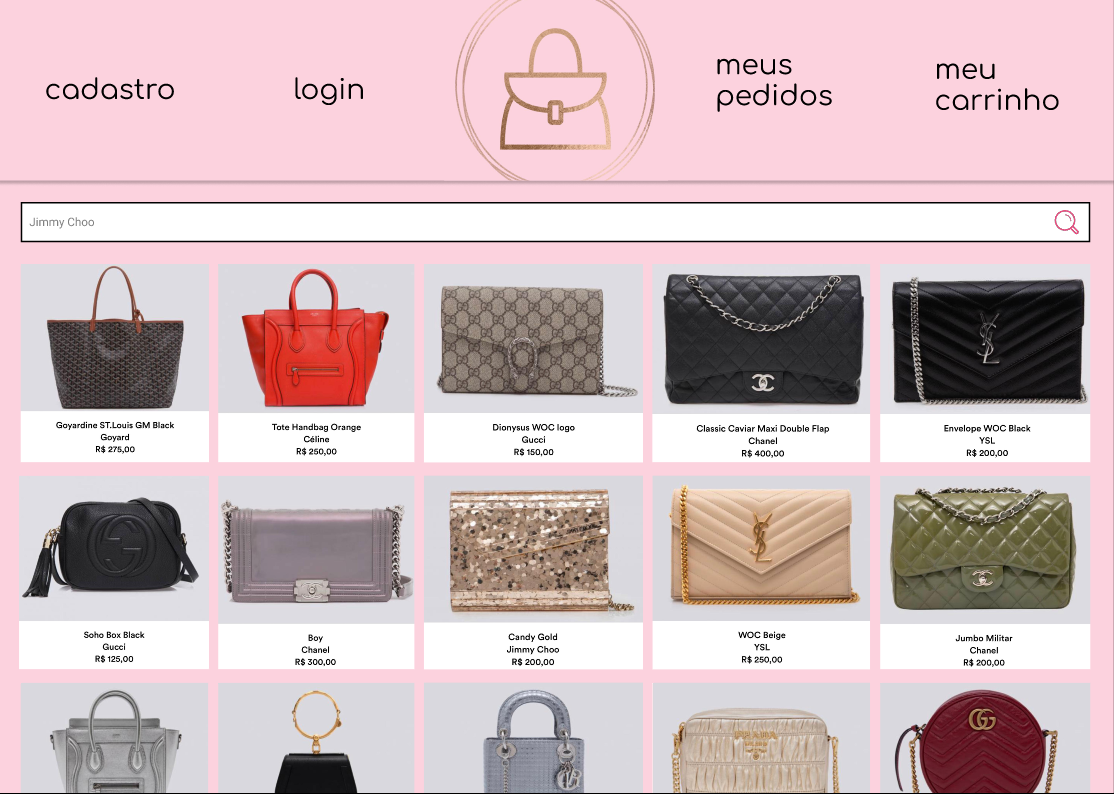 cadastro
login
meus
pedidos
meu
carrinho
Jimmy Choo
Goyardine ST.Louis GM Black
Goyard
R$ 275,00
Tote Handbag Orange
Céline
R$ 250,00
Dionysus WOC logo
Gucci
R$ 150,00
Classic Caviar Maxi Double Flap
Chanel
R$ 400,00
Envelope WOC Black
YSL
R$ 200,00
Soho Box Black
Gucci
R$ 125,00
Boy
Chanel
R$ 300,00
Candy Gold
Jimmy Choo
R$ 200,00
WOC Beige
YSL
R$ 250,00
Jumbo Militar
Chanel
R$ 200,00